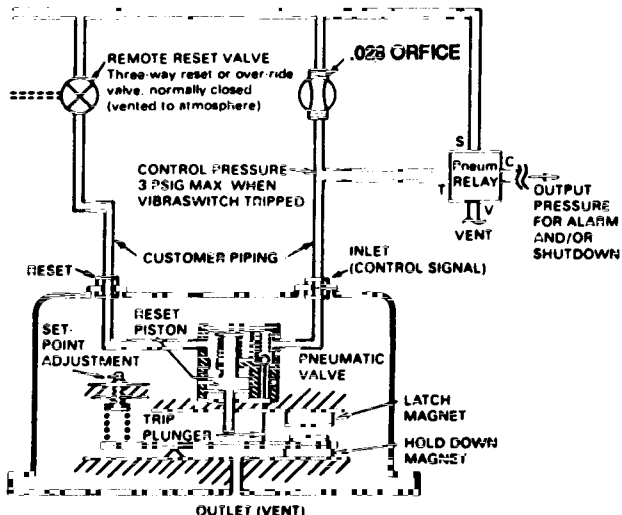 REMOTE RESET VALVE
Three-way reset or over-ride
valve, normally closed
(vented to atmosphere)
.028 ORFICE
CONTROL PRESSURE
3 PSIG MAX WHEN
VIBRASWITCH TRIPPED
S
Pneum
RELAY
C
T
V
VENT
OUTPUT
PRESSURE
FOR ALARM
AND/OR
SHUTDOWN
CUSTOMER PIPING
RESET
INLET
(CONTROL SIGNAL)
RESET
PISTON
SET-
POINT
ADJUSTMENT
PNEUMATIC
VALVE
LATCH
MAGNET
TRIP
PLUNGER
HOLD DOWN
MAGNET
OUTLET (VENT)